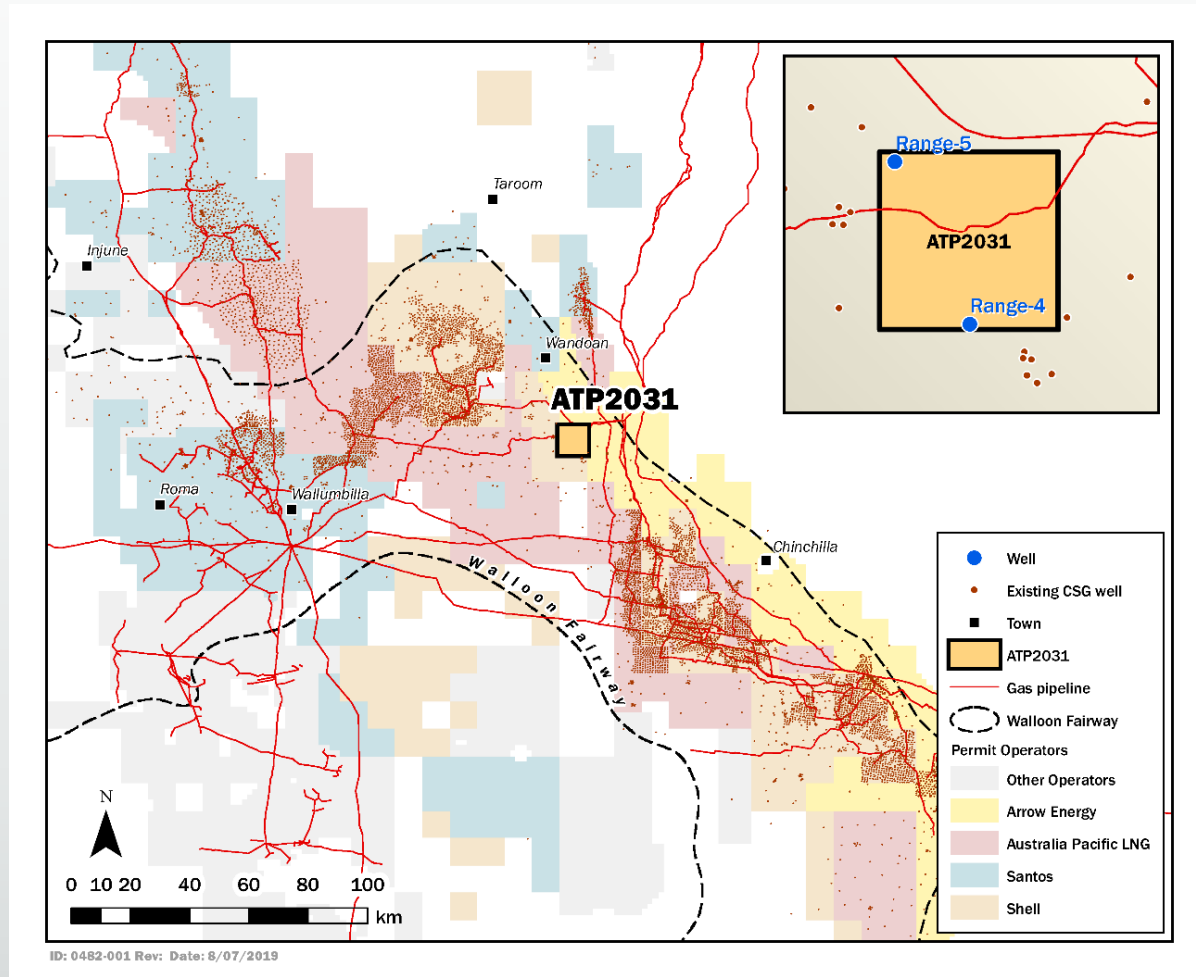 Range-5
ATP2031
Range-4
Taroom
Injune
Wandoan
ATP2031
Roma
Wallumbilla
Chinchilla
Walloon Fairway
Well
Existing CSG well
Town
ATP2031
Gas pipeline
Walloon Fairway
Permit Operators
Other Operators
Arrow Energy
Australia Pacific LNG
Santos
Shell
N
0 10 20 40 60 80 100
km
ID: 0482-001 Rev: Date: 8/07/2019